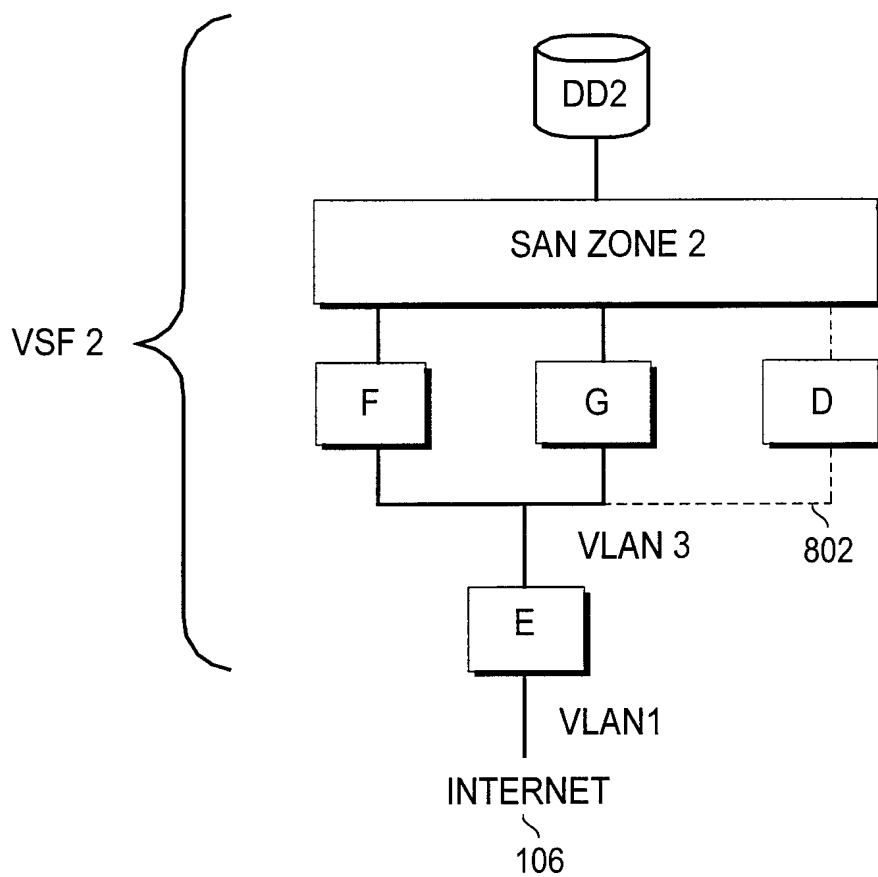 DD2
SAN ZONE 2
VSF 2
F
G
D
VLAN 3
802
E
VLAN1
INTERNET
106